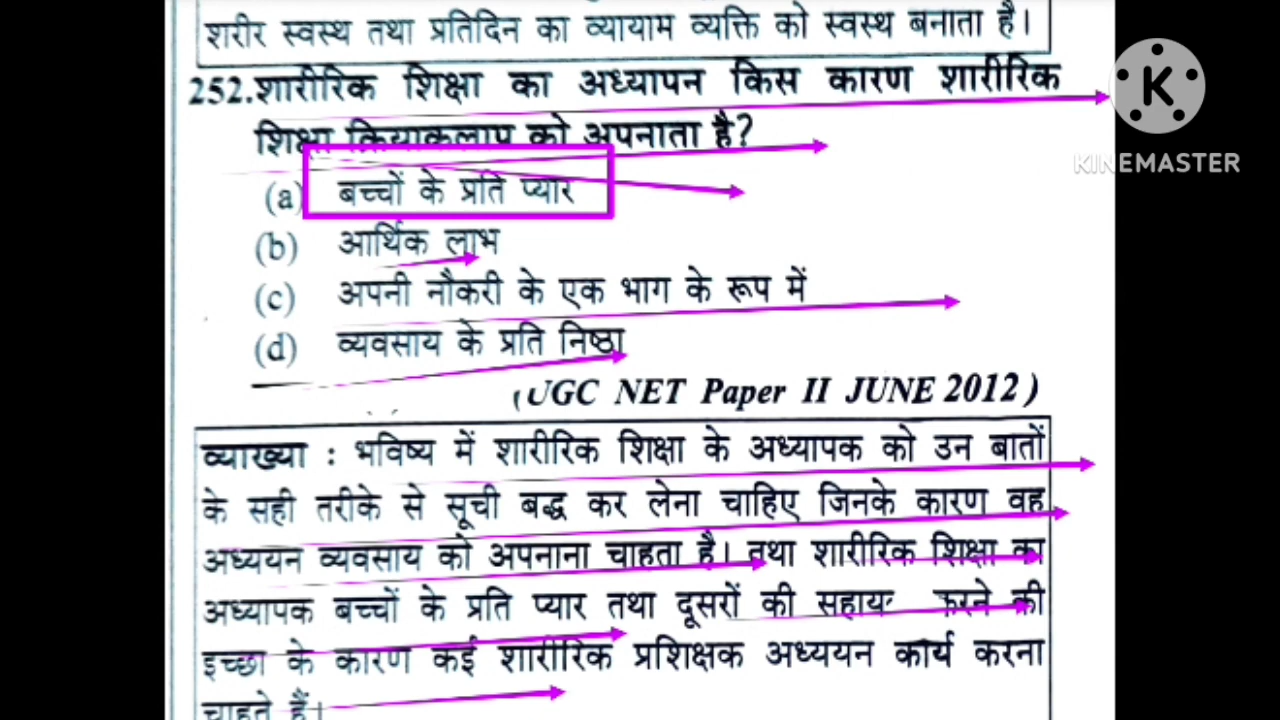 शरीर स्वस्थ तथा प्रतिदिन का व्यायाम व्यक्ति को स्वस्थ बनाता है।
252.शारीरिक शिक्षा का अध्यापन किस कारण शारीरिक
शिक्षा क्रियाकलाप को अपनाता है?
(a) बच्चों के प्रति प्यार
(b) आर्थिक लाभ
(c) अपनी नौकरी के एक भाग के रूप में
(d) व्यवसाय के प्रति निष्ठा
(UGC NET Paper II JUNE 2012)
व्याख्या : भविष्य में शारीरिक शिक्षा के अध्यापक को उन बातों
के सही तरीके से सूची बद्ध कर लेना चाहिए जिनके कारण वह
अध्ययन व्यवसाय को अपनाना चाहता है। तथा शारीरिक शिक्षा का
अध्यापक बच्चों के प्रति प्यार तथा दूसरों की करने की
इच्छा के कारण कई शारीरिक प्रशिक्षक अध्ययन कार्य करना
चाहते हैं।
K
KINEMASTER